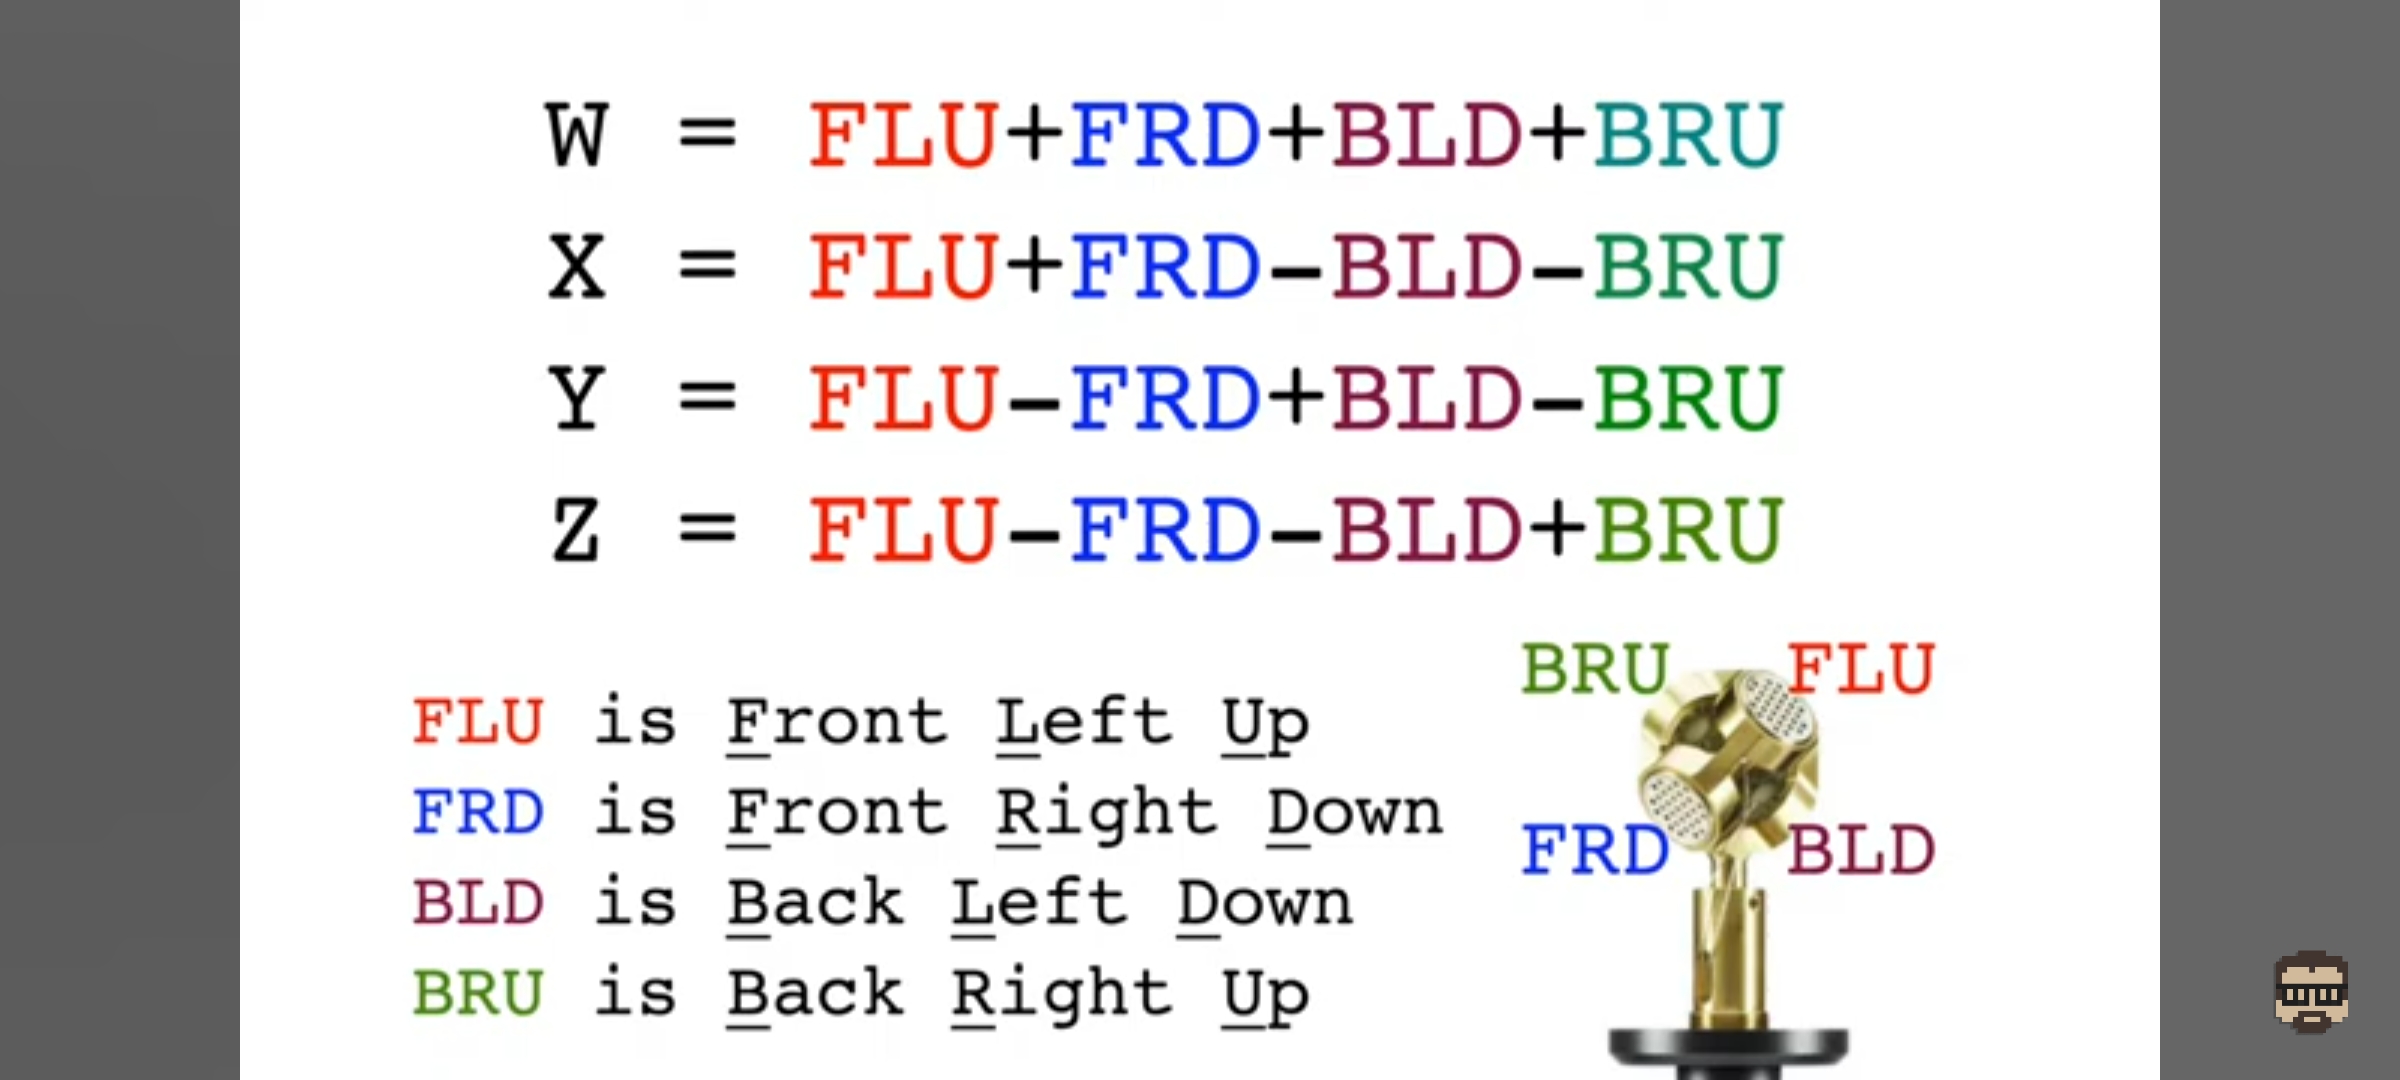 W = FLU+FRD+BLD+BRU
X = FLU+FRD–BLD–BRU
Y = FLU–FRD+BLD–BRU
Z = FLU–FRD–BLD+BRU
BRU FLU
FRD BLD
FLU is Front Left Up
FRD is Front Right Down
BLD is Back Left Down
BRU is Back Right Up